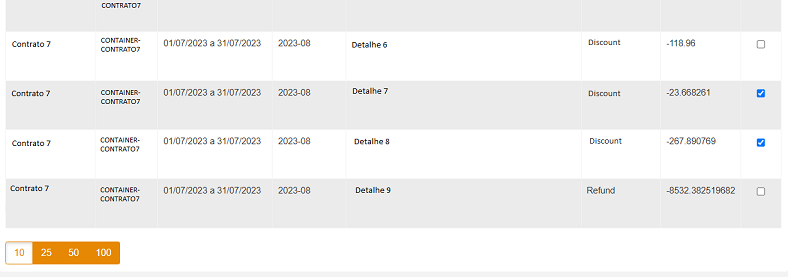 CONTRATO7
Contrato 7 CONTAINER- 01/07/2023 a 31/07/2023 2023-08 Detalhe 6 Discount -118.96
CONTRATO7
Contrato 7 CONTAINER- 01/07/2023 a 31/07/2023 2023-08 Detalhe 7 Discount -23.668261
CONTRATO7
Contrato 7 CONTAINER- 01/07/2023 a 31/07/2023 2023-08 Detalhe 8 Discount -267.890769
CONTRATO7
Contrato 7 CONTAINER- 01/07/2023 a 31/07/2023 2023-08 Detalhe 9 Refund -8532.382519682
CONTRATO7
10 25 50 100